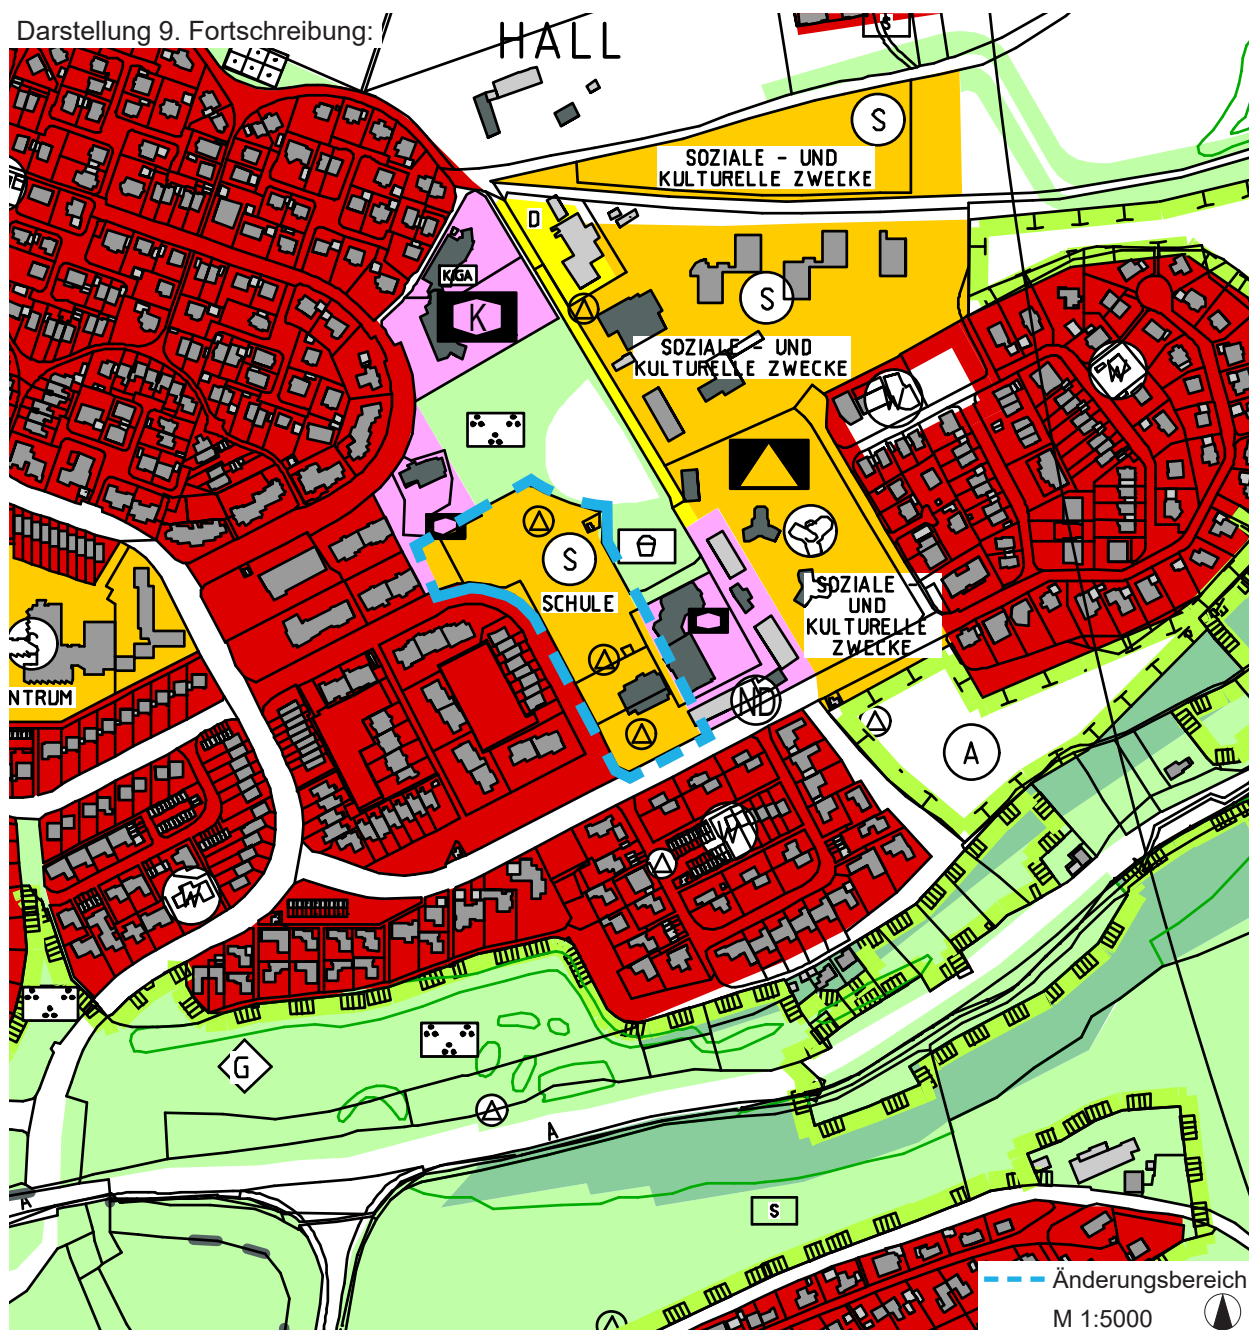 Darstellung 9. Fortschreibung:
HALL
S
S
SOZIALE - UND
KULTURELLE ZWECKE
D
KIGA
K
S
SOZIALE - UND
KULTURELLE ZWECKE
W
W
S
SCHULE
SOZIALE -
UND
KULTURELLE
ZWECKE
NTRUM
ND
A
W
W
G
A
A
S
Änderungsbereich
M 1:5000